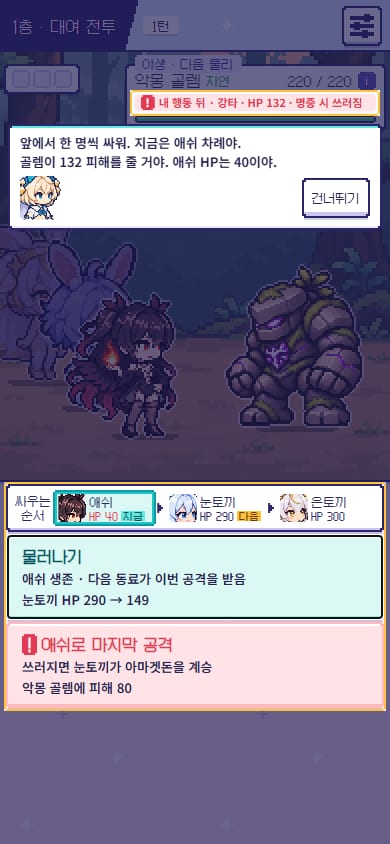 1층 · 대여 전투
1턴
야생 · 다음 물리
악몽 골렘 자연
220 / 220 i
! 내 행동 뒤 · 강타 · HP 132 · 명중 시 쓰러짐
앞에서 한 명씩 싸워. 지금은 애쉬 차례야.
골렘이 132 피해를 줄 거야. 애쉬 HP는 40이야.
건너뛰기
싸우는 순서
애쉬
HP 40 지금
눈토끼
HP 290 다음
은토끼
HP 300
물러나기
애쉬 생존 · 다음 동료가 이번 공격을 받음
눈토끼 HP 290 → 149
! 애쉬로 마지막 공격
쓰러지면 눈토끼가 아마겟돈을 계승
악몽 골렘에 피해 80